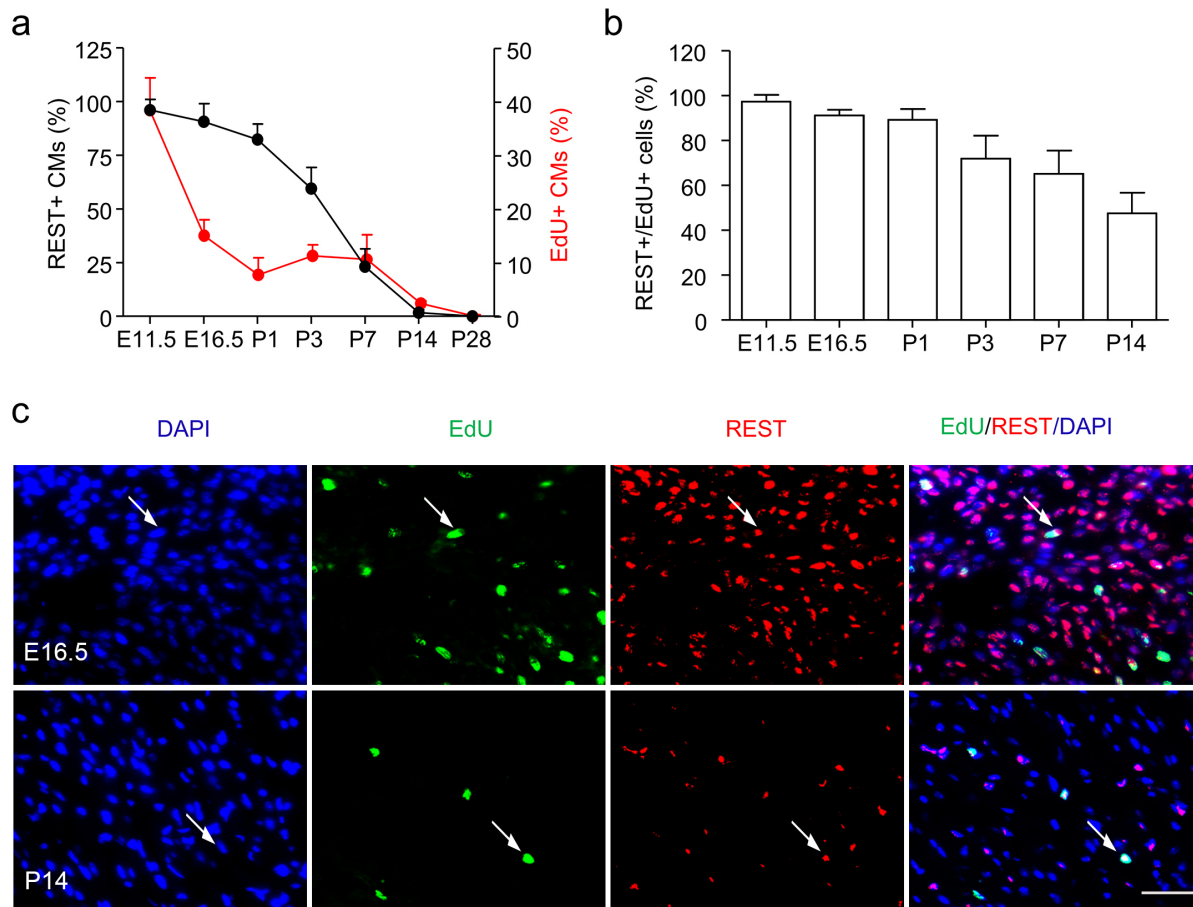 a
REST+ CMs (%)
125
100
75
50
25
0
50
40
30
20
10
0
EdU+ CMs (%)
E11.5 E16.5 P1 P3 P7 P14 P28
b
REST+/EdU+ cells (%)
120
100
80
60
40
20
0
E11.5 E16.5 P1 P3 P7 P14
c
DAPI EdU REST EdU/REST/DAPI
E16.5
P14